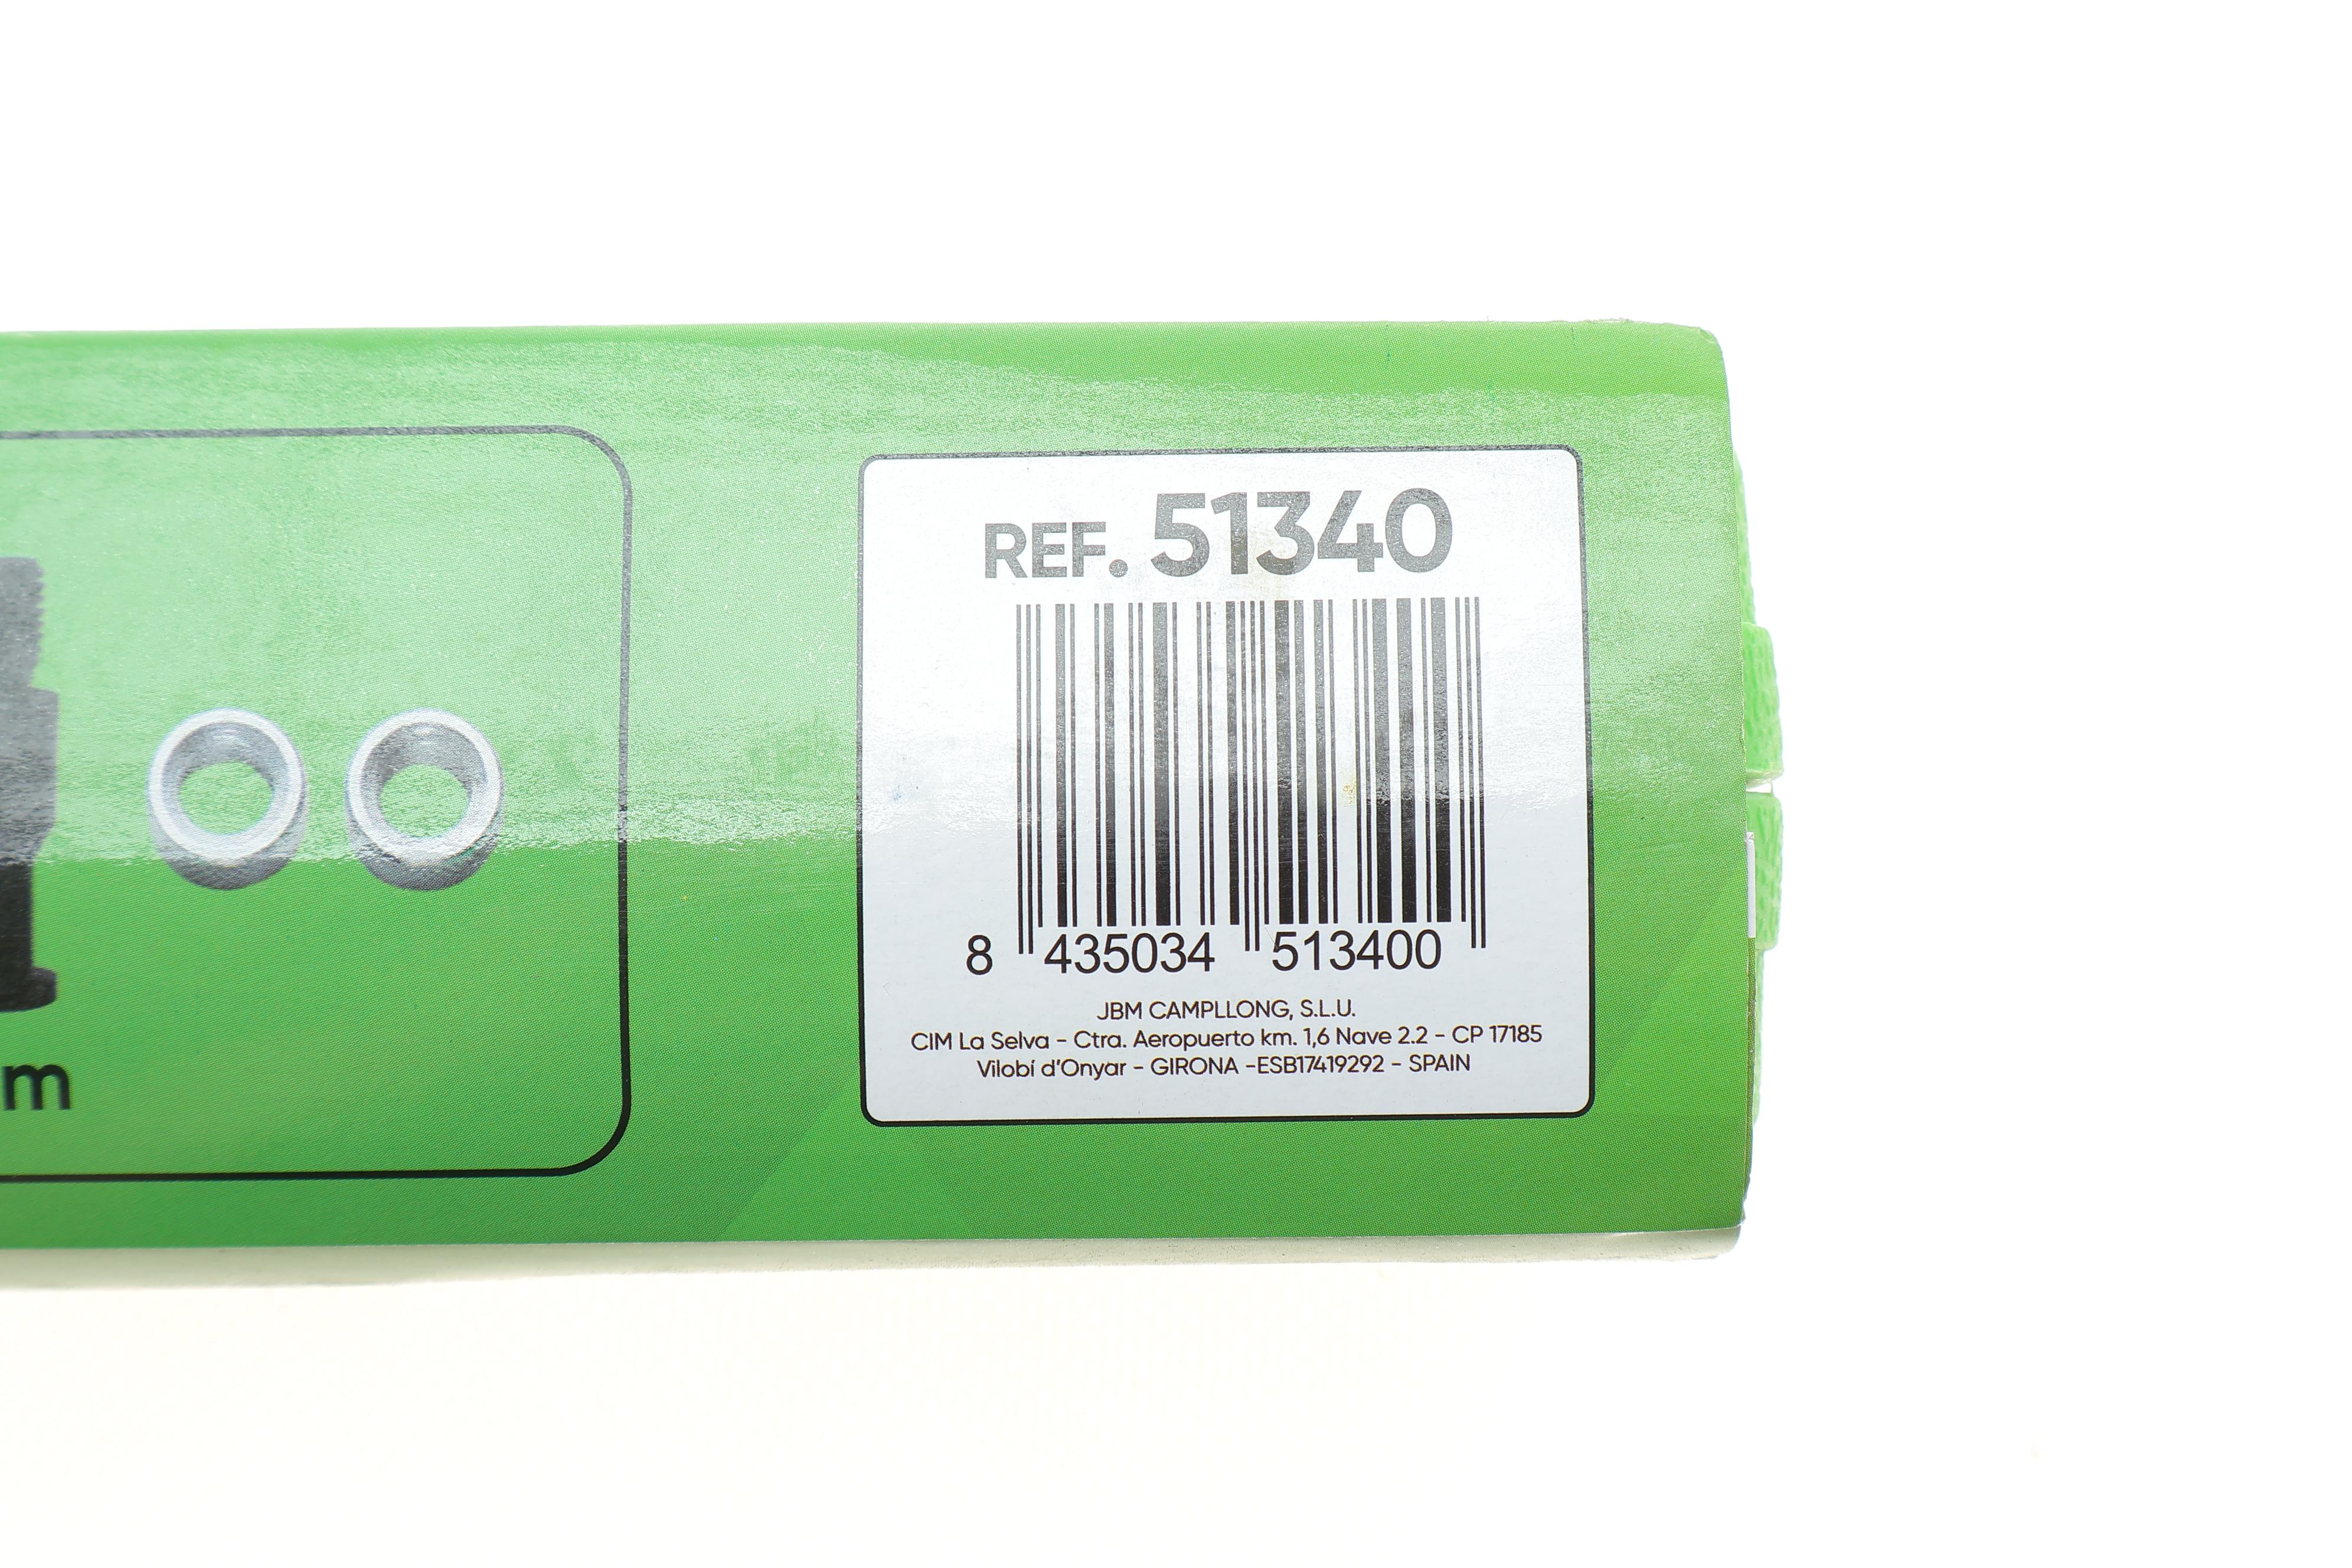 REF. 51340
8 435034 513400
JBM CAMPLLONG, S.L.U.
CIM La Selva - Ctra. Aeropuerto km. 1,6 Nave 2.2 - CP 17185
Vilobí d'Onyar - GIRONA -ESB17419292 - SPAIN
m